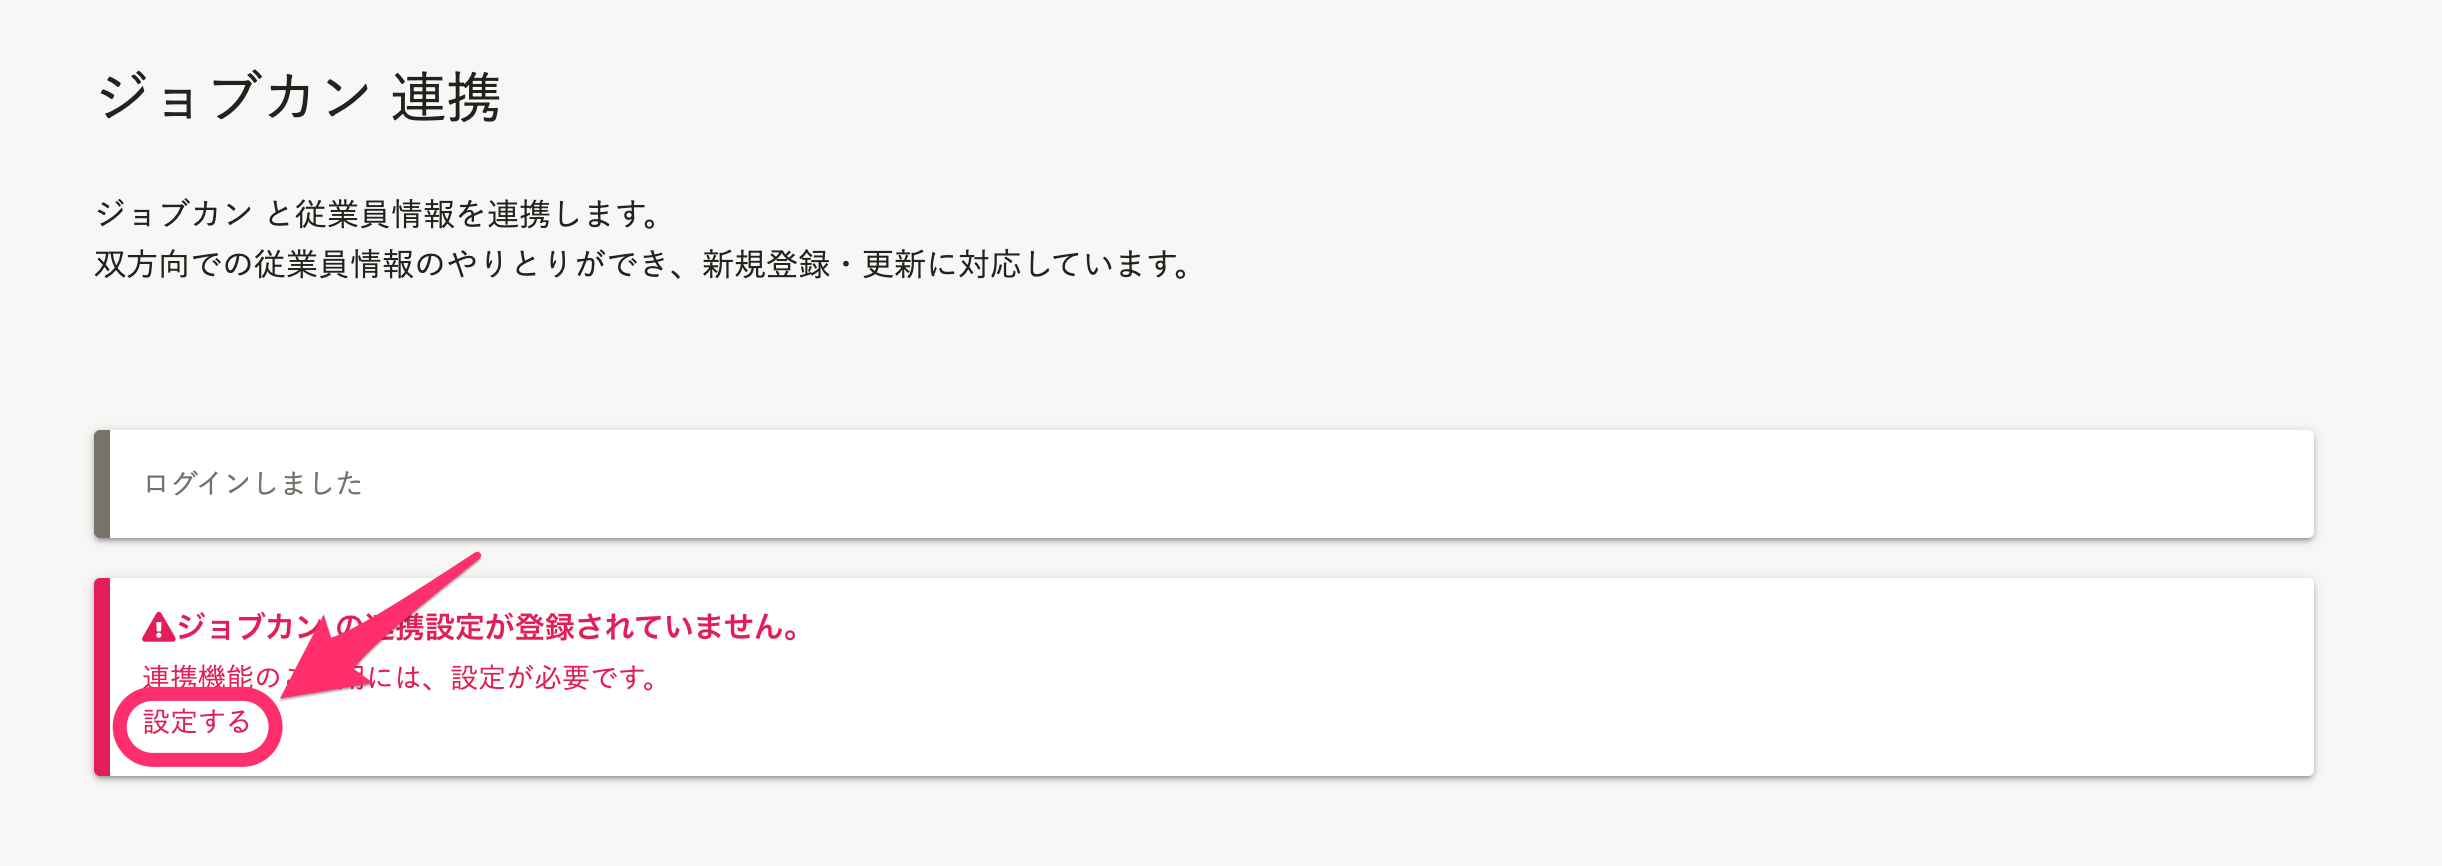 ジョブカン 連携
ジョブカン と従業員情報を連携します。
双方向での従業員情報のやりとりができ、新規登録・更新に対応しています。
ログインしました
ジョブカン の連携設定が登録されていません。
連携機能のには、設定が必要です。
設定する